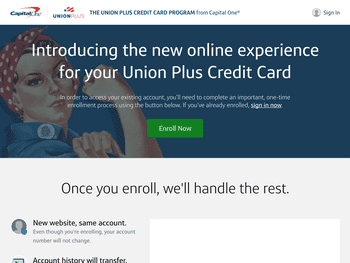 Capital One
UNION PLUS
THE UNION PLUS CREDIT CARD PROGRAM from Capital One®
Sign In
Introducing the new online experience
for your Union Plus Credit Card
In order to access your existing account, you'll need to complete an important, one-time
enrollment process using the button below. If you've already enrolled, sign in now.
Enroll Now
Once you enroll, we'll handle the rest.
New website, same account.
Even though you're enrolling, your account
number will not change.
Account history will transfer.